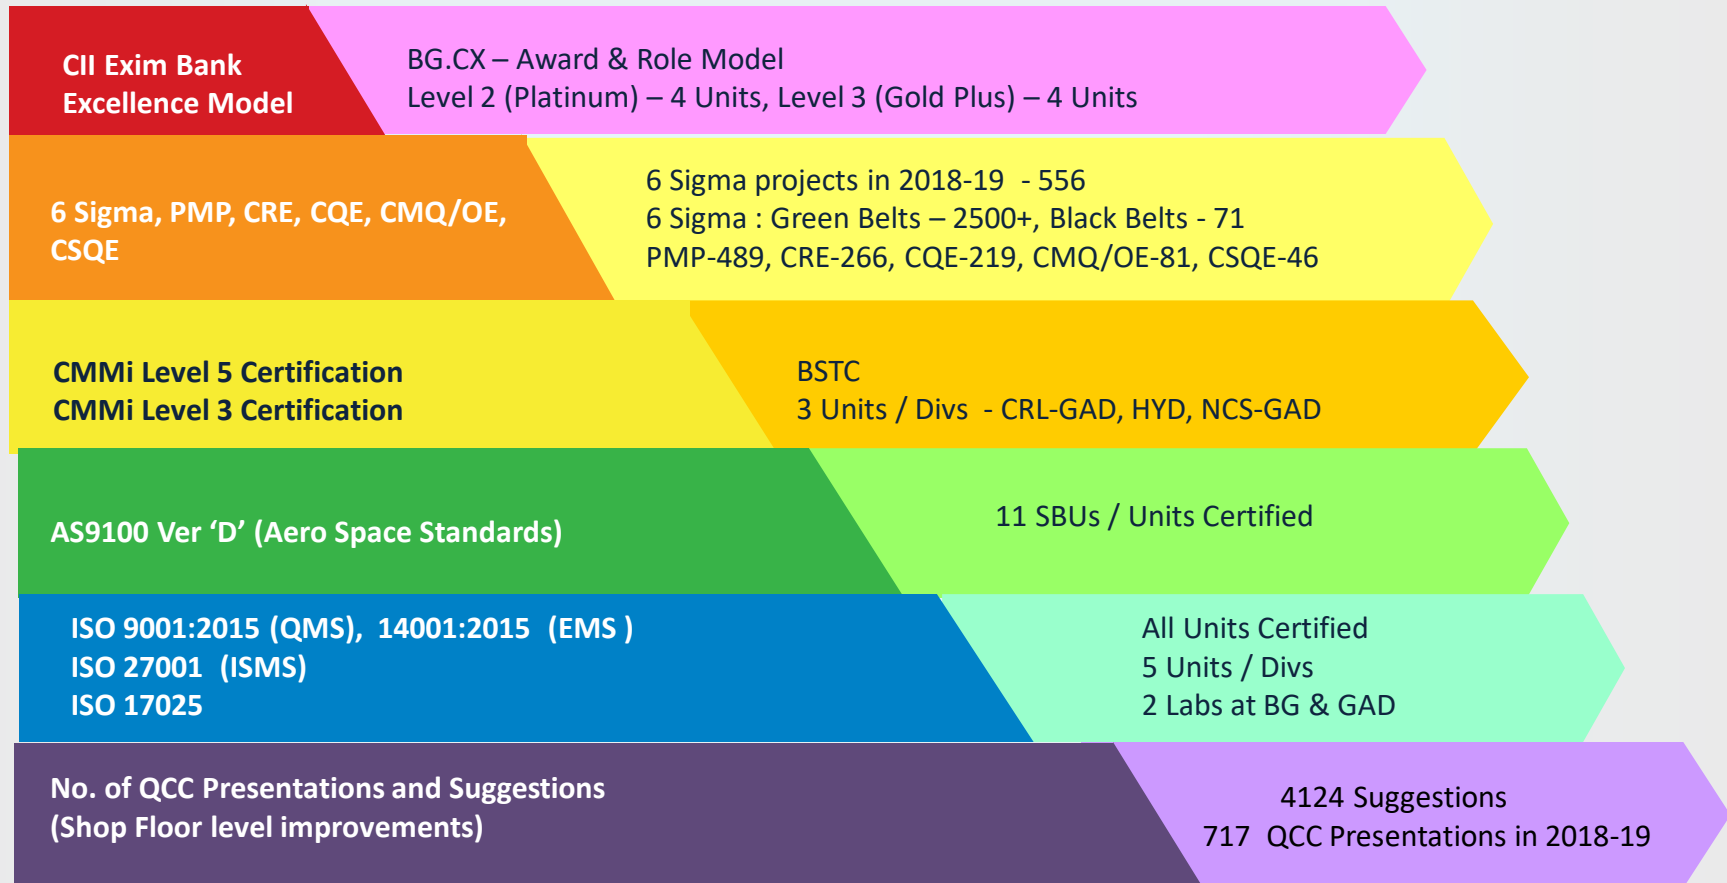 CII Exim Bank
Excellence Model
BG.CX – Award & Role Model
Level 2 (Platinum) – 4 Units, Level 3 (Gold Plus) – 4 Units
6 Sigma, PMP, CRE, CQE, CMQ/OE,
CSQE
6 Sigma projects in 2018-19 - 556
6 Sigma : Green Belts – 2500+, Black Belts - 71
PMP-489, CRE-266, CQE-219, CMQ/OE-81, CSQE-46
CMMi Level 5 Certification
CMMi Level 3 Certification
BSTC
3 Units / Divs - CRL-GAD, HYD, NCS-GAD
AS9100 Ver ‘D’ (Aero Space Standards)
11 SBUs / Units Certified
ISO 9001:2015 (QMS), 14001:2015 (EMS )
ISO 27001 (ISMS)
ISO 17025
All Units Certified
5 Units / Divs
2 Labs at BG & GAD
No. of QCC Presentations and Suggestions
(Shop Floor level improvements)
4124 Suggestions
717 QCC Presentations in 2018-19